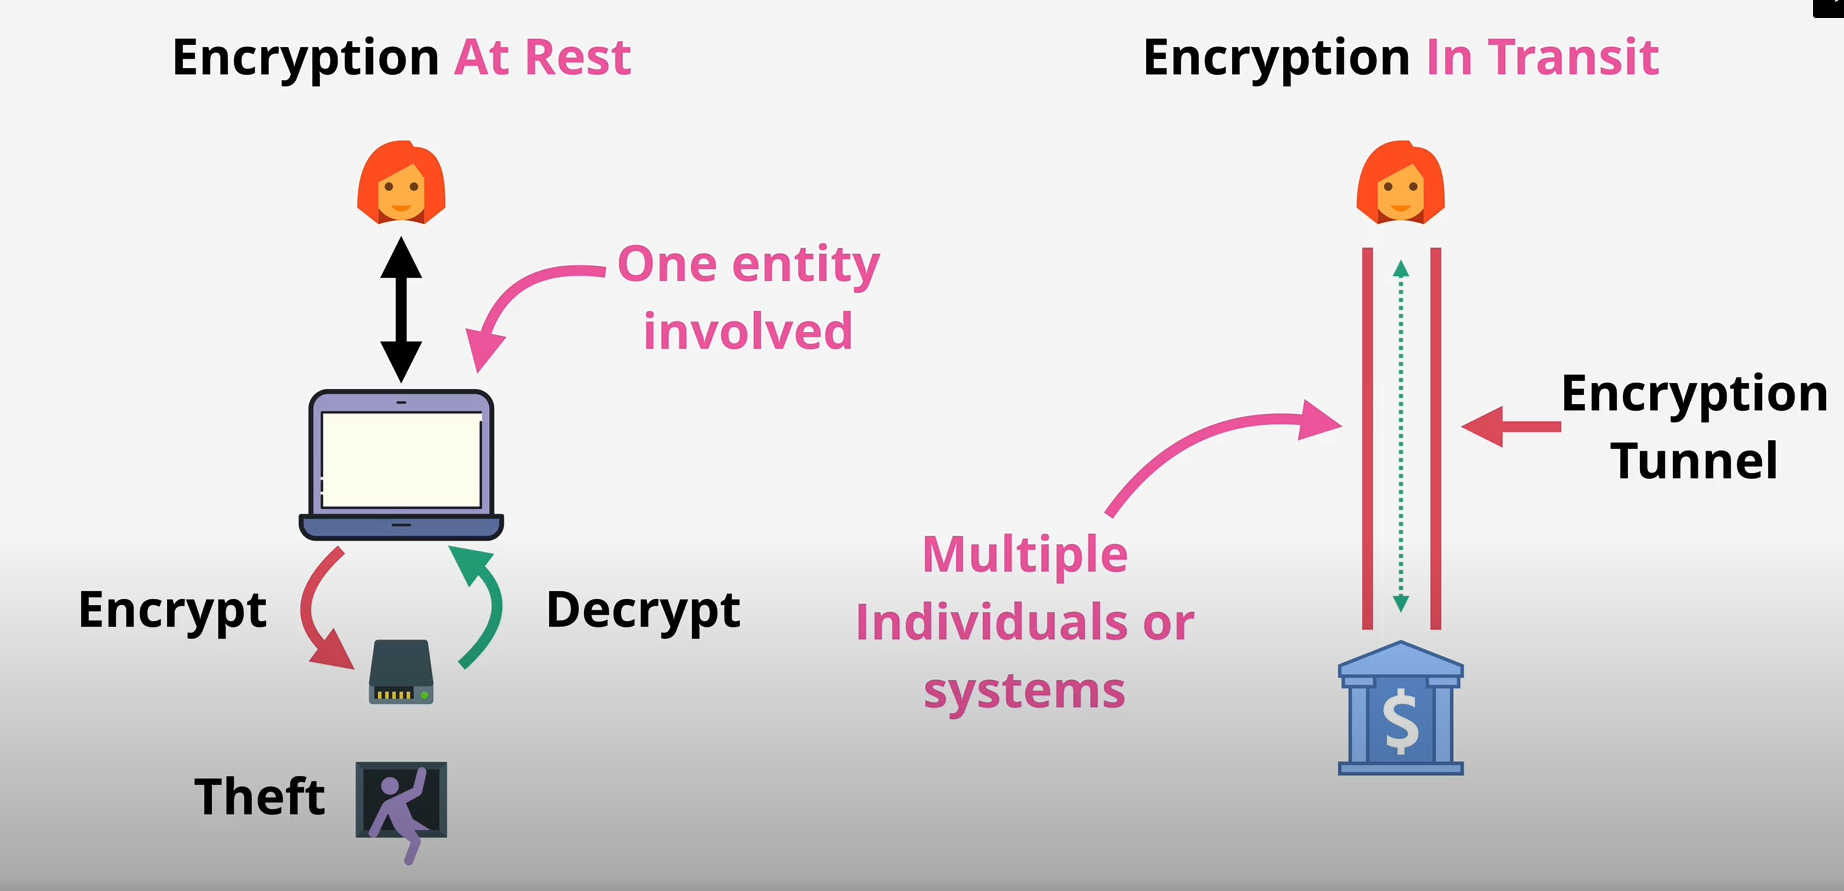 Encryption At Rest
One entity
involved
Encrypt
Decrypt
Theft
Encryption In Transit
Encryption
Tunnel
Multiple
Individuals or
systems
$